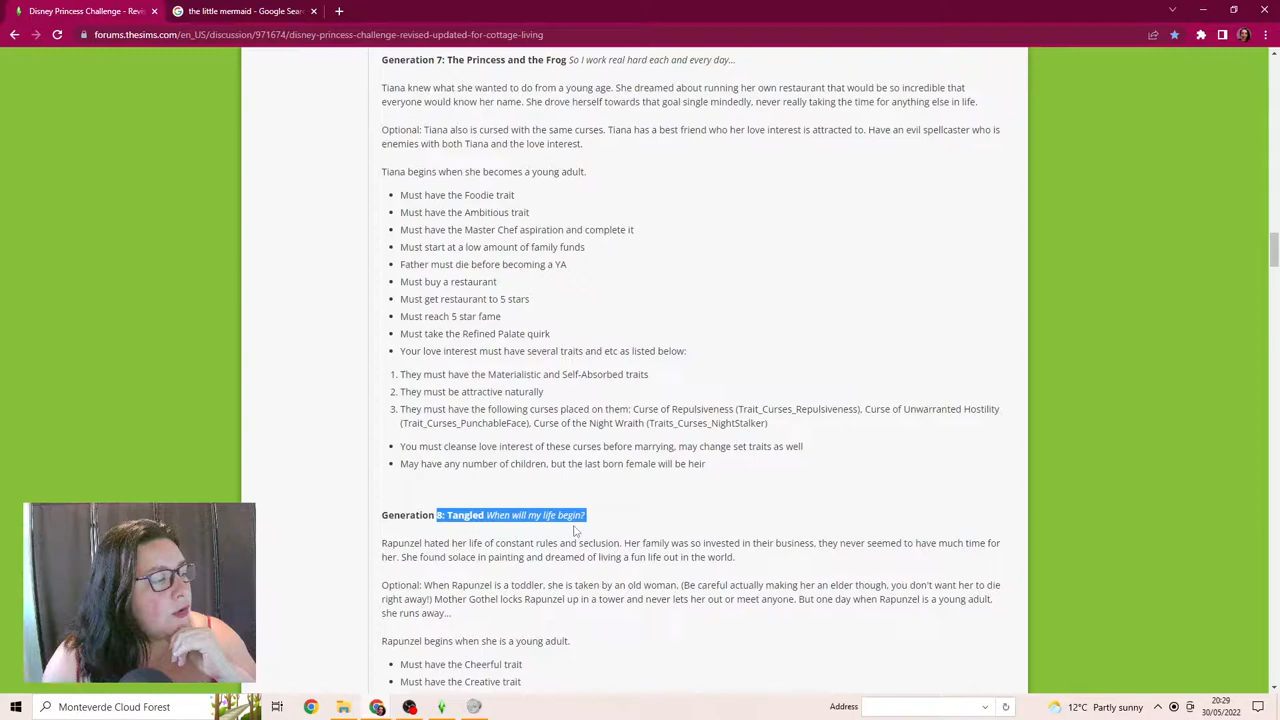 Disney Princess Challenge - Revis
the little mermaid - Google Search
forums.thesims.com/en_US/discussion/971674/disney-princess-challenge-revised-updated-for-cottage-living
Generation 7: The Princess and the Frog So I work real hard each and every day...
Tiana knew what she wanted to do from a young age. She dreamed about running her own restaurant that would be so incredible that
everyone would know her name. She drove herself towards that goal single mindedly, never really taking the time for anything else in life.
Optional: Tiana also is cursed with the same curses. Tiana has a best friend who her love interest is attracted to. Have an evil spellcaster who is
enemies with both Tiana and the love interest.
Tiana begins when she becomes a young adult.
• Must have the Foodie trait
• Must have the Ambitious trait
• Must have the Master Chef aspiration and complete it
• Must start at a low amount of family funds
• Father must die before becoming a YA
• Must buy a restaurant
• Must get restaurant to 5 stars
• Must reach 5 star fame
• Must take the Refined Palate quirk
• Your love interest must have several traits and etc as listed below:
1. They must have the Materialistic and Self-Absorbed traits
2. They must be attractive naturally
3. They must have the following curses placed on them: Curse of Repulsiveness (Trait_Curses_Repulsiveness), Curse of Unwarranted Hostility
(Trait_Curses_PunchableFace), Curse of the Night Wraith (Traits_Curses_NightStalker)
• You must cleanse love interest of these curses before marrying, may change set traits as well
• May have any number of children, but the last born female will be heir
Generation 8: Tangled When will my life begin?
Rapunzel hated her life of constant rules and seclusion. Her family was so invested in their business, they never seemed to have much time for
her. She found solace in painting and dreamed of living a fun life out in the world.
Optional: When Rapunzel is a toddler, she is taken by an old woman, (Be careful actually making her an elder though, you don't want her to die
right away!) Mother Gothel locks Rapunzel up in a tower and never lets her out or meet anyone. But one day when Rapunzel is a young adult,
she runs away...
Rapunzel begins when she is a young adult.
• Must have the Cheerful trait
• Must have the Creative trait
Monteverde Cloud Forest
Address
12°C Partly sunny
20:29
30/05/2022